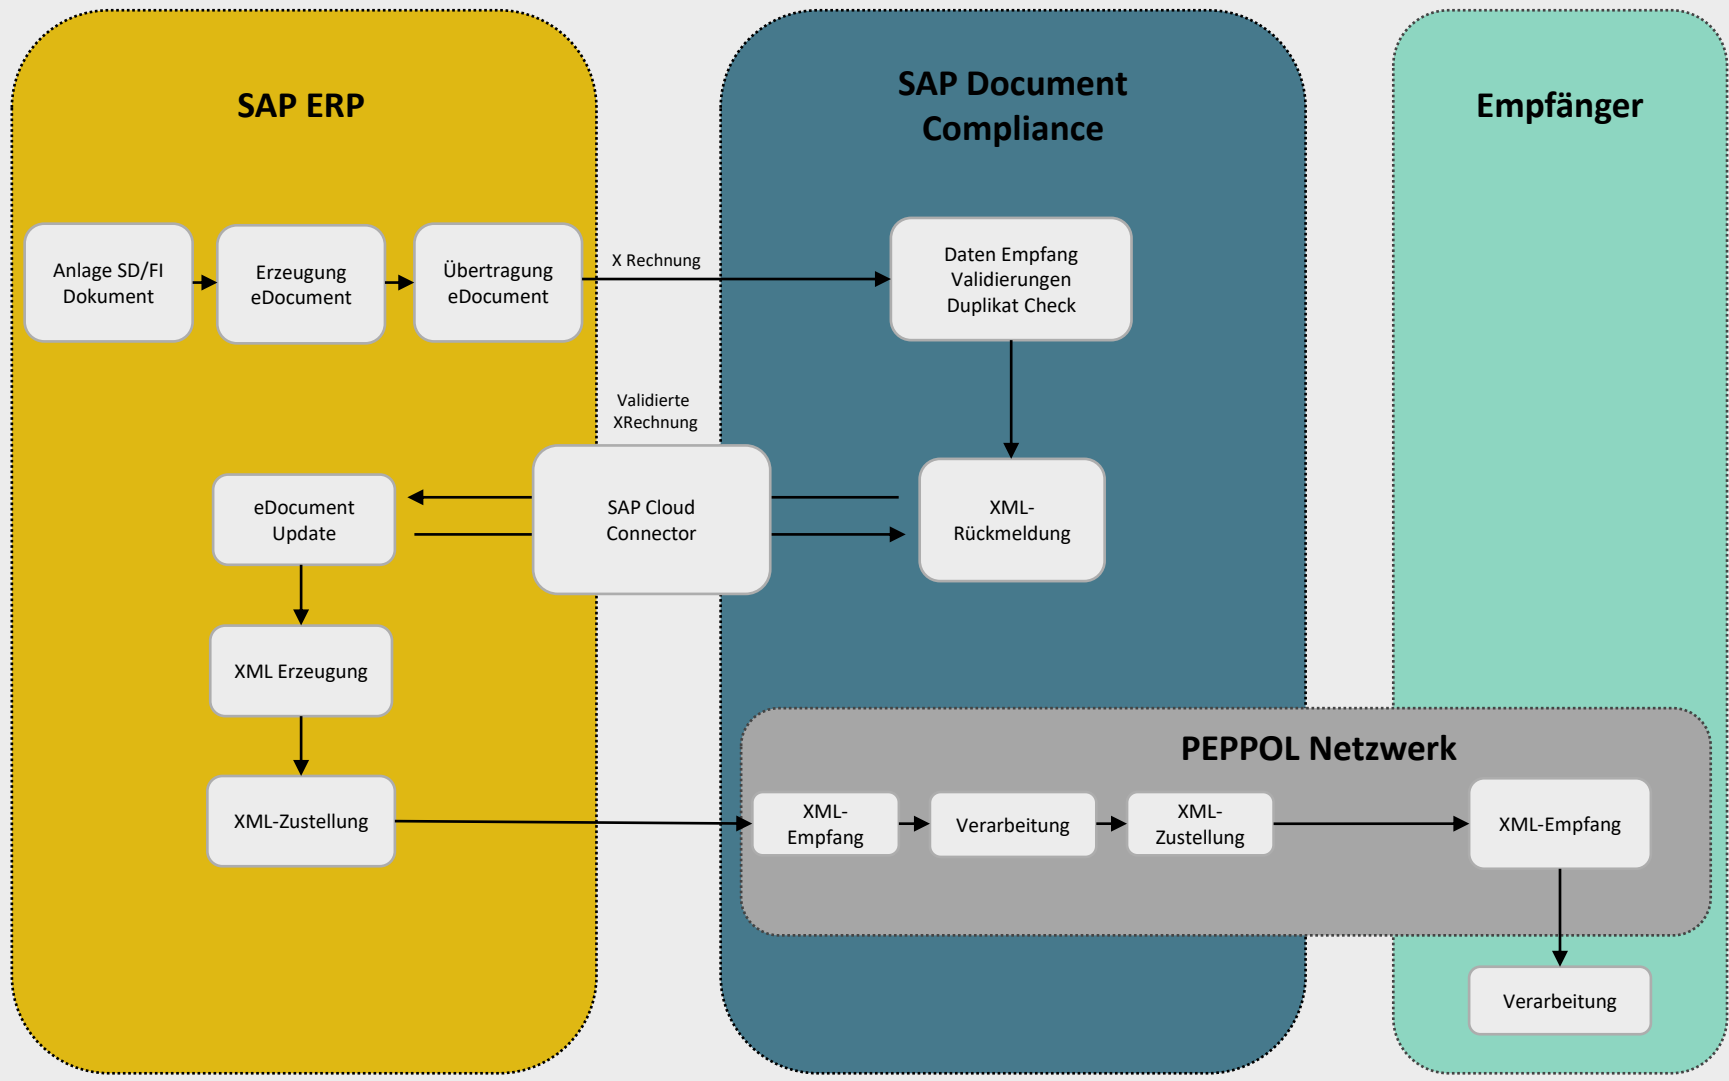 SAP ERP
SAP Document
Compliance
Empfänger
Anlage SD/FI
Dokument
Erzeugung
eDocument
Übertragung
eDocument
X Rechnung
Daten Empfang
Validierungen
Duplikat Check
Validierte
XRechnung
eDocument
Update
SAP Cloud
Connector
XML-
Rückmeldung
XML Erzeugung
PEPPOL Netzwerk
XML-Zustellung
XML-
Empfang
Verarbeitung
XML-
Zustellung
XML-Empfang
Verarbeitung